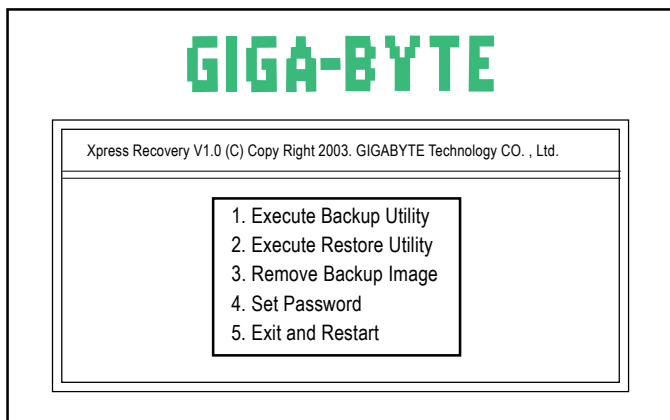 GIGA-BYTE
Xpress Recovery V1.0 (C) Copy Right 2003. GIGABYTE Technology CO. , Ltd.
1. Execute Backup Utility
2. Execute Restore Utility
3. Remove Backup Image
4. Set Password
5. Exit and Restart